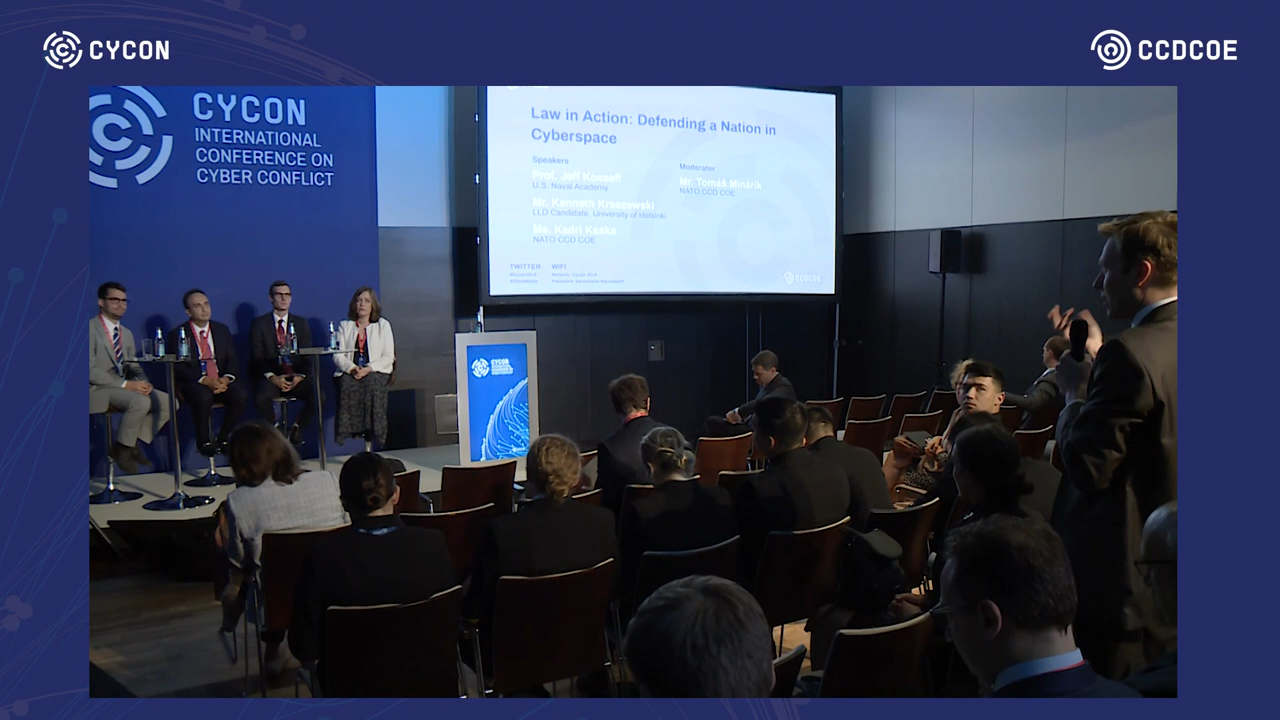 CYCON
CCDCOE
CYCON
INTERNATIONAL
CONFERENCE ON
CYBER CONFLICT
Law in Action: Defending a Nation in
Cyberspace
Speakers
Prof. Jeff Kosseff
U.S. Naval Academy
Mr. Kenneth Kraszewski
LLD Candidate, University of Helsinki
Ms. Kadri Kaska
NATO CCD COE
Moderator
Mr. Tomáš Minárik
NATO CCD COE
TWITTER
WIFI
CCDCOE
CYCON